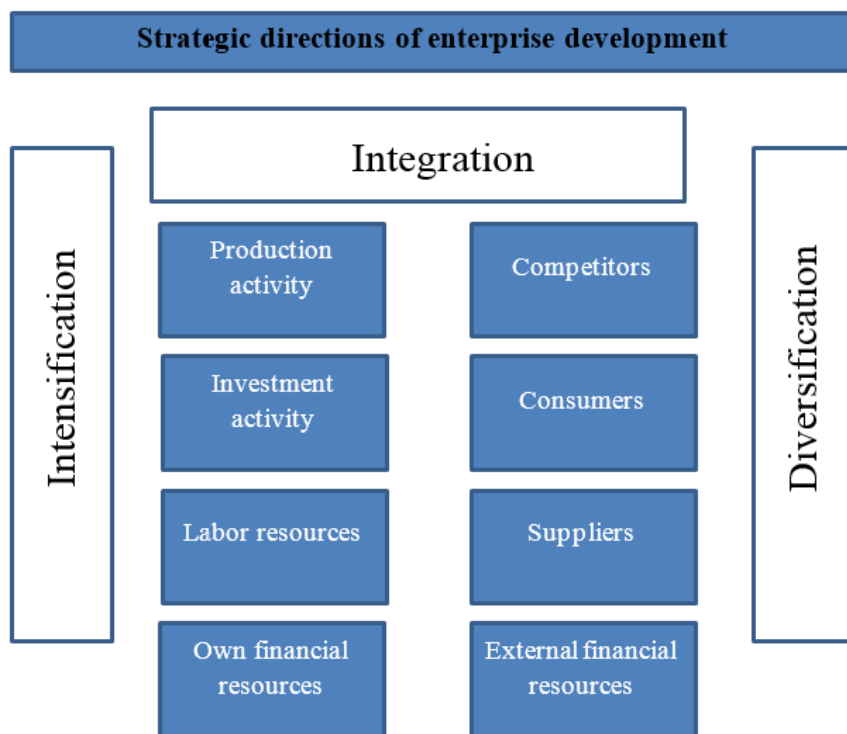 Strategic directions of enterprise development
Integration
Intensification
Diversification
Production
activity
Competitors
Investment
activity
Consumers
Labor resources
Suppliers
Own financial
resources
External financial
resources